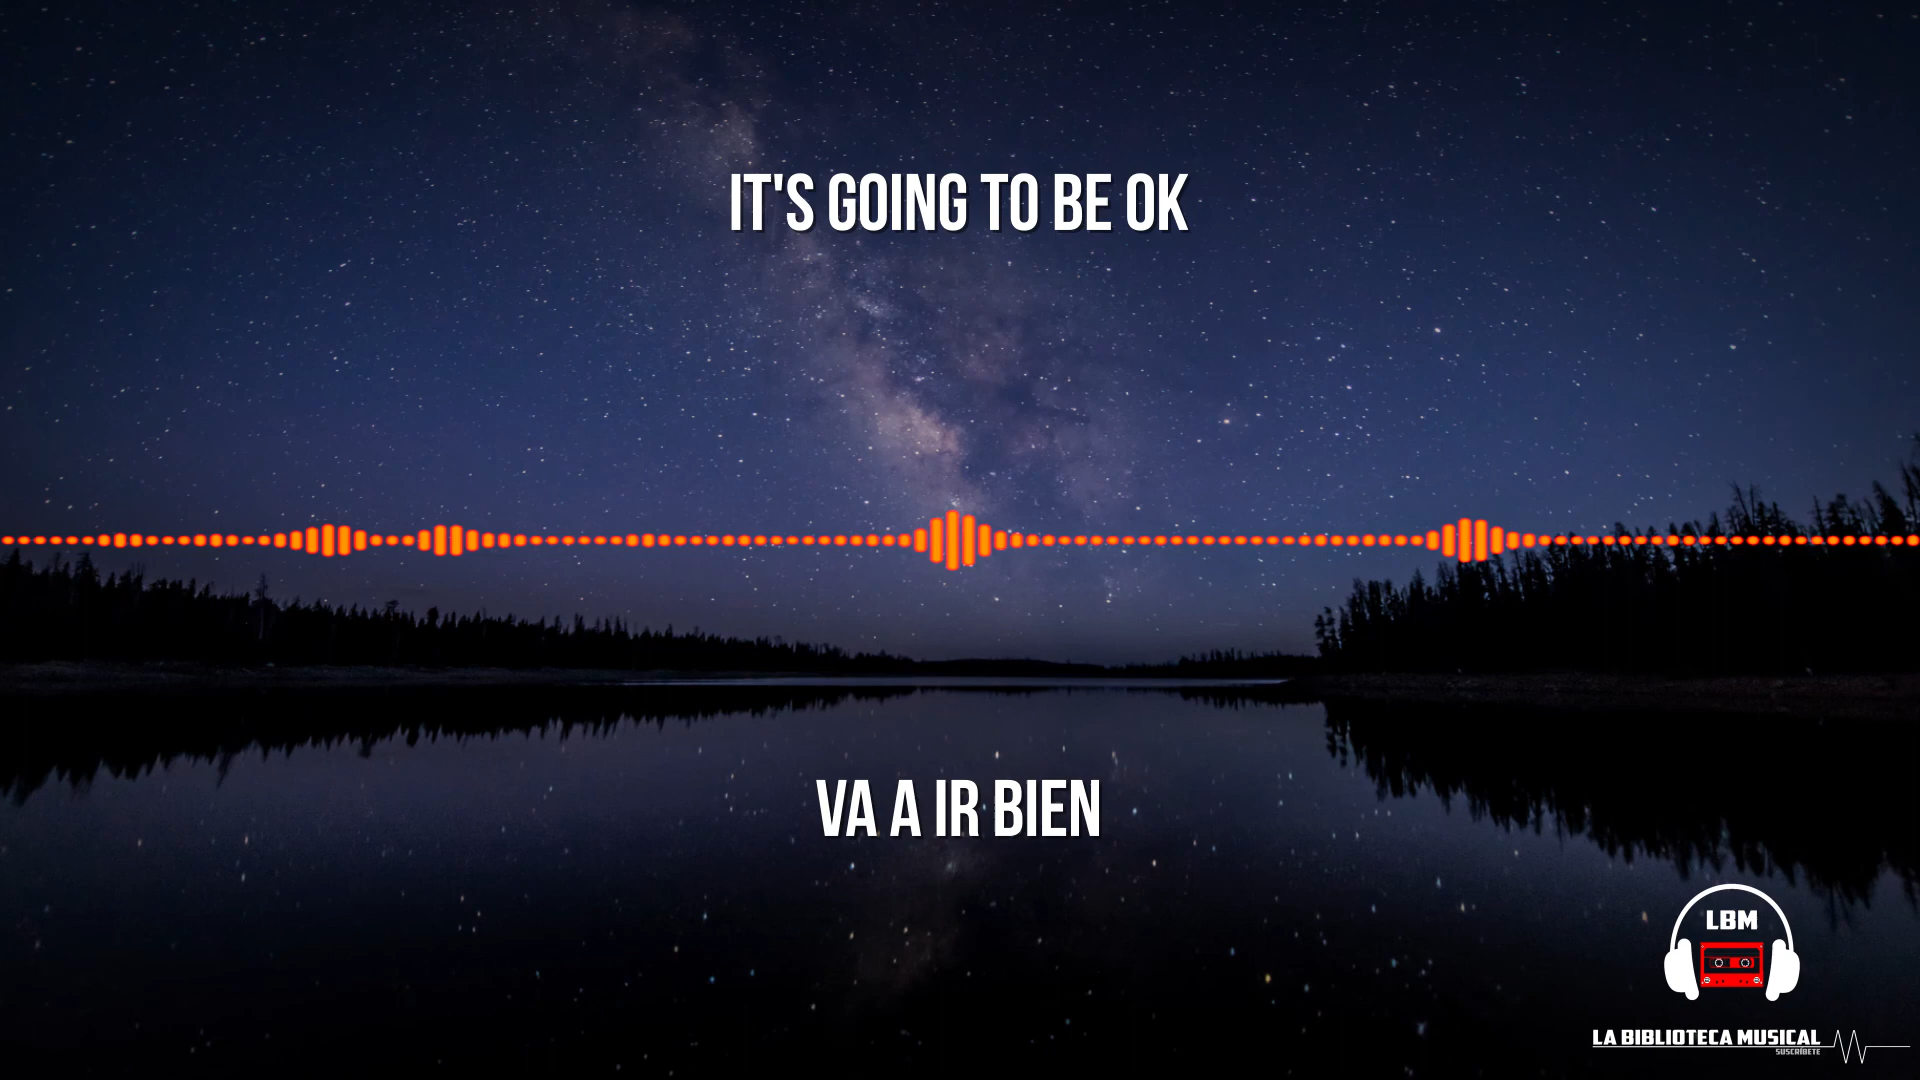 IT'S GOING TO BE OK
VA A IR BIEN
LBM
LA BIBLIOTECA MUSICAL
SUSCRÍBETE